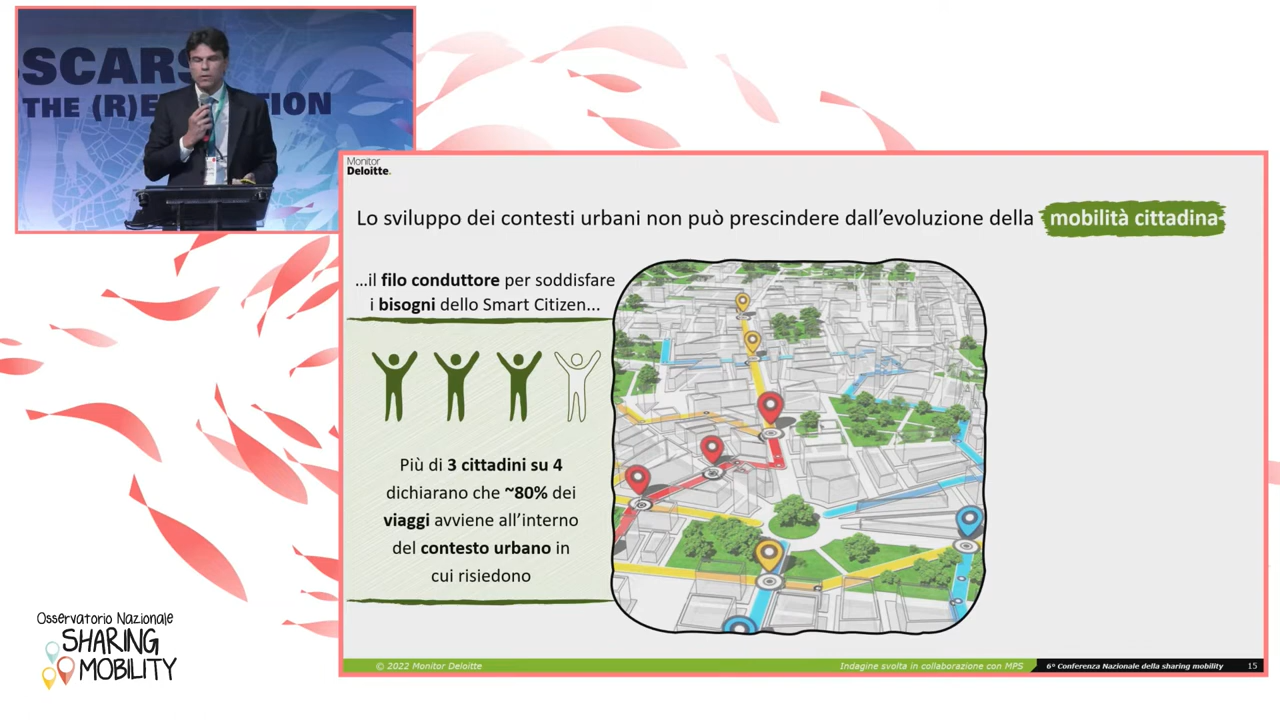 SCARS
THE (R)E TION
Monitor
Deloitte.
Lo sviluppo dei contesti urbani non può prescindere dall'evoluzione della mobilità cittadina
...il filo conduttore per soddisfare
i bisogni dello Smart Citizen...
Più di 3 cittadini su 4
dichiarano che ~80% dei
viaggi avviene all'interno
del contesto urbano in
cui risiedono
Osservatorio Nazionale
SHARING
MOBILITY
© 2022 Monitor Deloitte
Indagine svolta in collaborazione con MPS
6° Conferenza Nazionale della sharing mobility
15